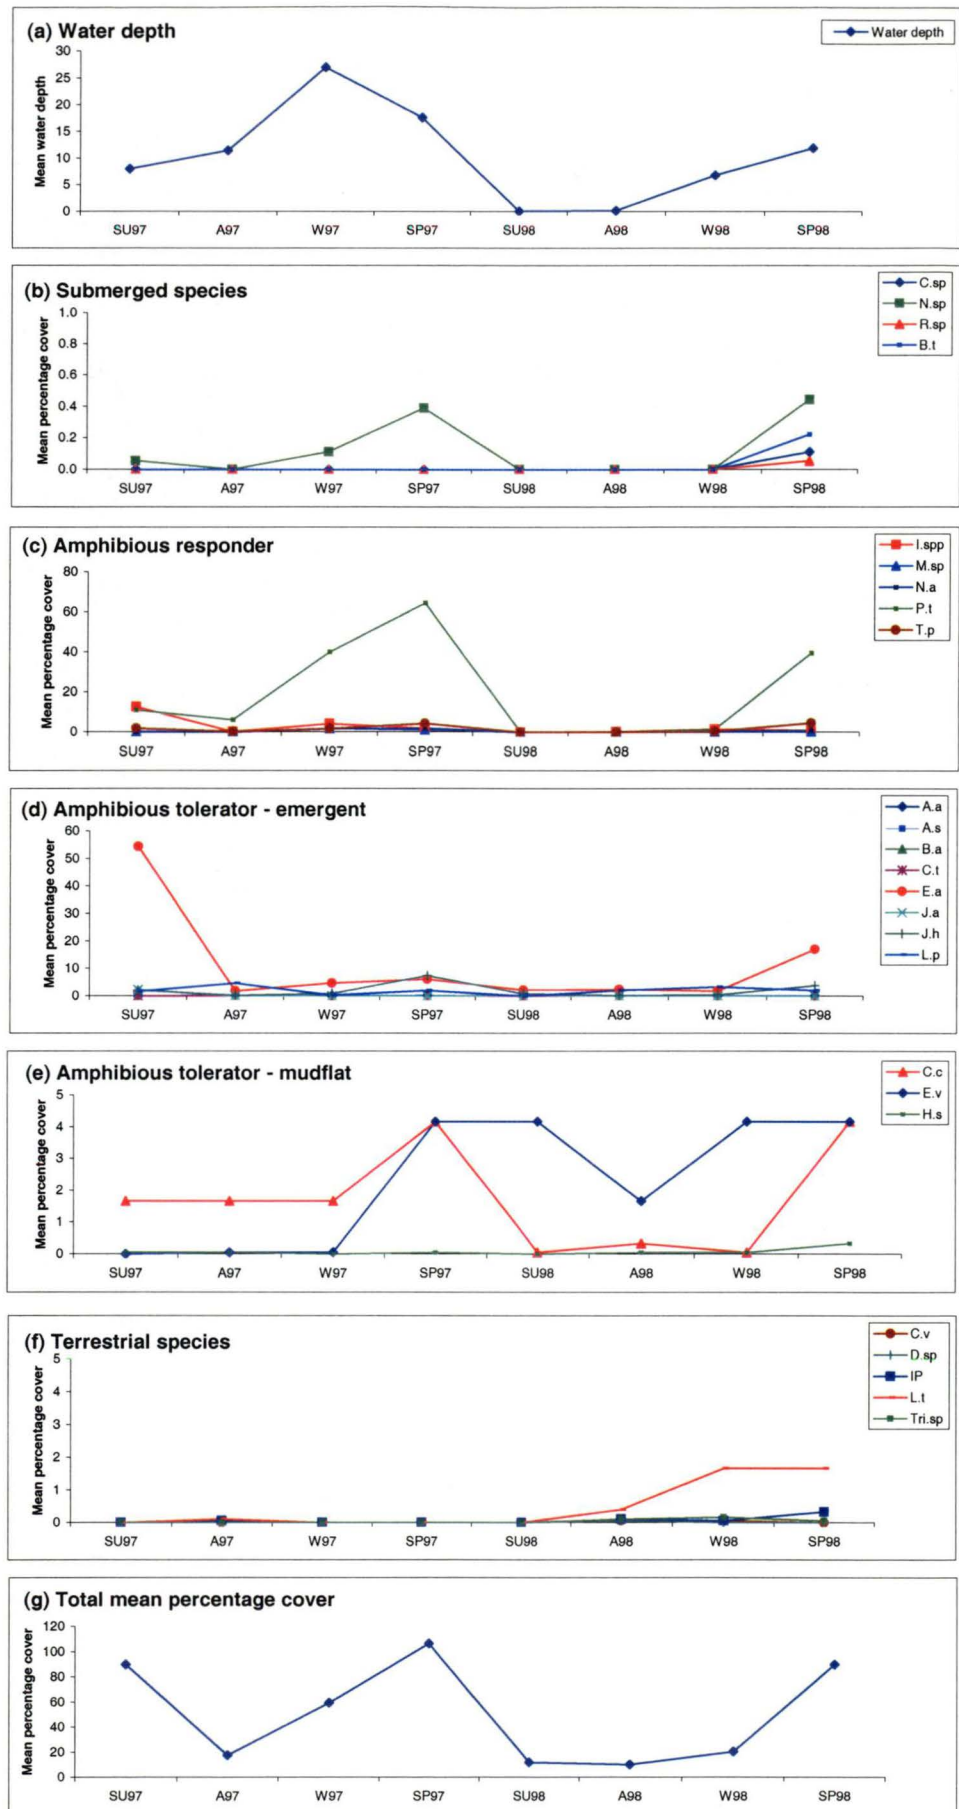 (a) Water depth
Water depth
Mean water depth
30
25
20
15
10
5
0
SU97 A97 W97 SP97 SU98 A98 W98 SP98
(b) Submerged species
C.sp
N.sp
R.sp
B.t
Mean percentage cover
1.0
0.8
0.6
0.4
0.2
0.0
SU97 A97 W97 SP97 SU98 A98 W98 SP98
(c) Amphibious responder
I.spp
M.sp
N.a
P.t
T.p
Mean percentage cover
80
60
40
20
0
SU97 A97 W97 SP97 SU98 A98 W98 SP98
(d) Amphibious tolerator - emergent
A.a
A.s
B.a
C.t
E.a
J.a
J.h
L.p
Mean percentage cover
60
50
40
30
20
10
0
SU97 A97 W97 SP97 SU98 A98 W98 SP98
(e) Amphibious tolerator - mudflat
C.c
E.v
H.s
Mean percentage cover
5
4
3
2
1
0
SU97 A97 W97 SP97 SU98 A98 W98 SP98
(f) Terrestrial species
C.v
D.sp
IP
L.t
Tri.sp
Mean percentage cover
5
4
3
2
1
0
SU97 A97 W97 SP97 SU98 A98 W98 SP98
(g) Total mean percentage cover
Mean percentage cover
120
100
80
60
40
20
0
SU97 A97 W97 SP97 SU98 A98 W98 SP98